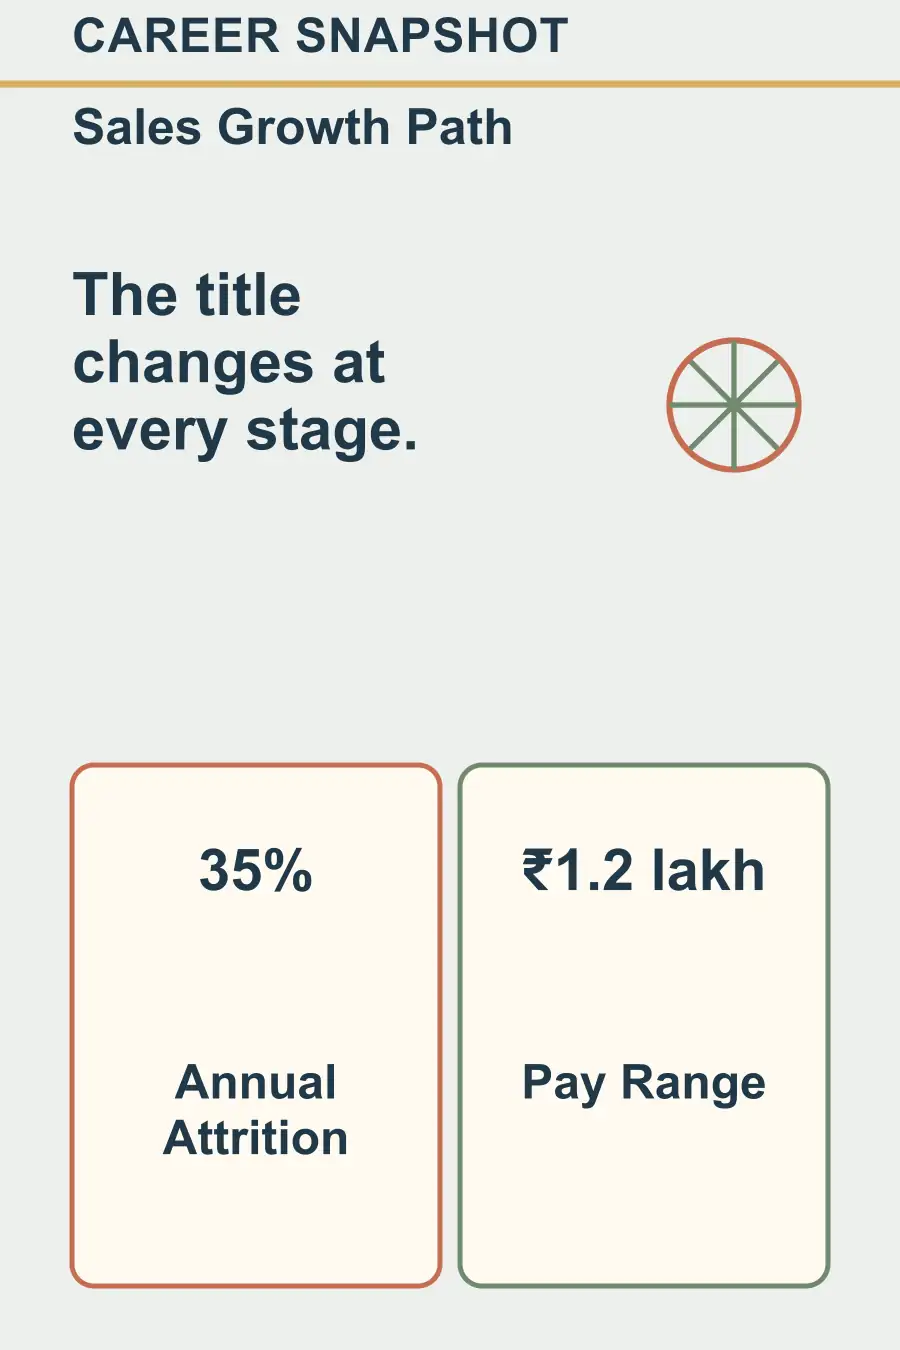 CAREER SNAPSHOT
Sales Growth Path
The title
changes at
every stage.
35%
Annual
Attrition
₹1.2 lakh
Pay Range